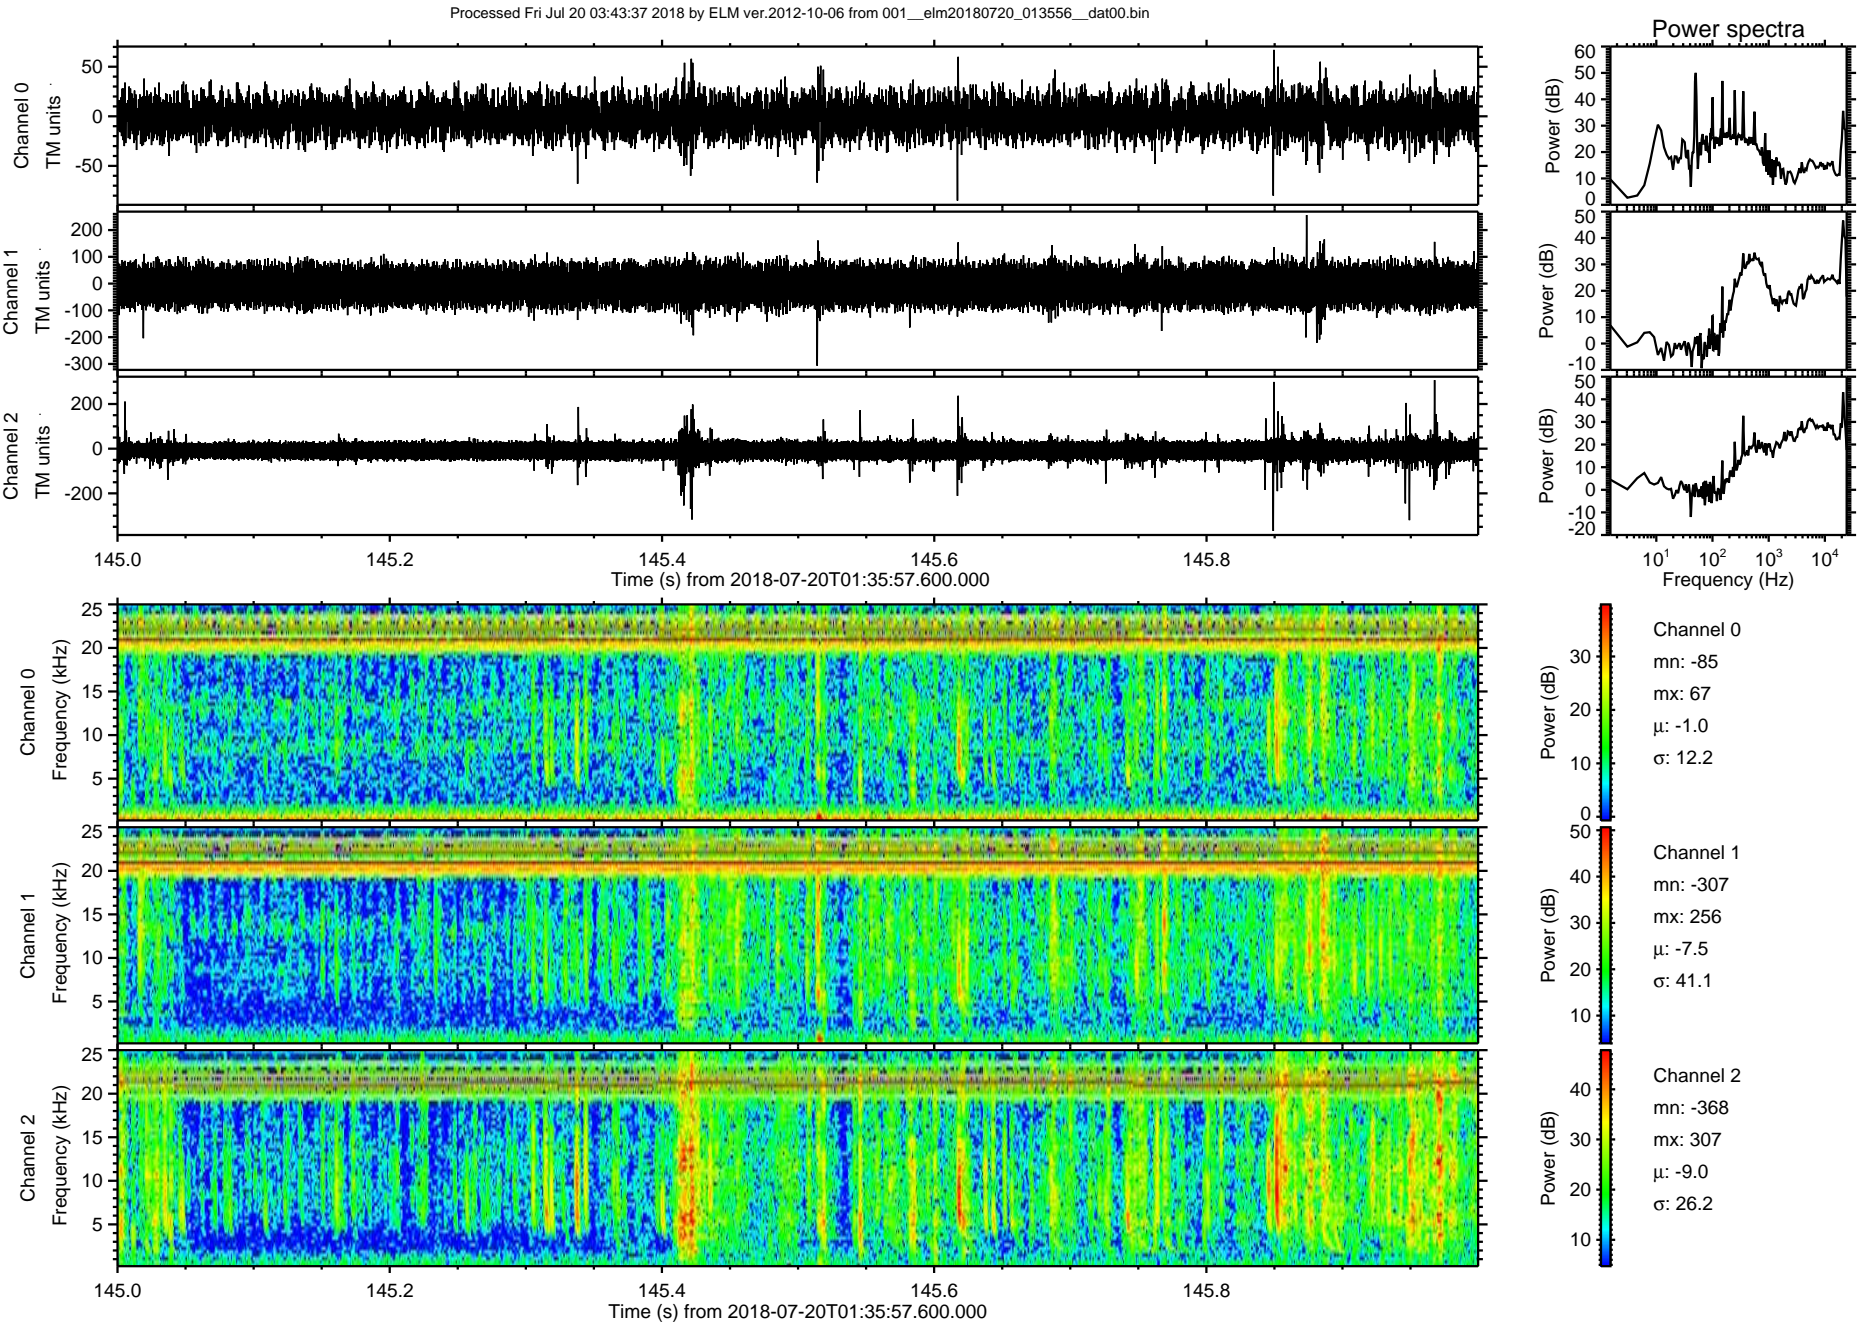 Processed Fri Jul 20 03:43:37 2018 by ELM ver.2012-10-06 from 001__elm20180720_013556__dat00.bin
Power spectra
Channel 0
TM units
50
0
-50
Power (dB)
60
50
40
30
20
10
0
Channel 1
TM units
200
100
0
-100
-200
-300
Power (dB)
50
40
30
20
10
0
-10
Channel 2
TM units
200
0
-200
Power (dB)
50
40
30
20
10
0
-10
-20
145.0 145.2 145.4 145.6 145.8
Time (s) from 2018-07-20T01:35:57.600.000
10^1 10^2 10^3 10^4
Frequency (Hz)
Channel 0
Frequency (kHz)
25
20
15
10
5
Power (dB)
30
20
10
0
Channel 0
mn: -85
mx: 67
μ: -1.0
σ: 12.2
Channel 1
Frequency (kHz)
25
20
15
10
5
Power (dB)
50
40
30
20
10
Channel 1
mn: -307
mx: 256
μ: -7.5
σ: 41.1
Channel 2
Frequency (kHz)
25
20
15
10
5
Power (dB)
40
30
20
10
Channel 2
mn: -368
mx: 307
μ: -9.0
σ: 26.2
145.0 145.2 145.4 145.6 145.8
Time (s) from 2018-07-20T01:35:57.600.000